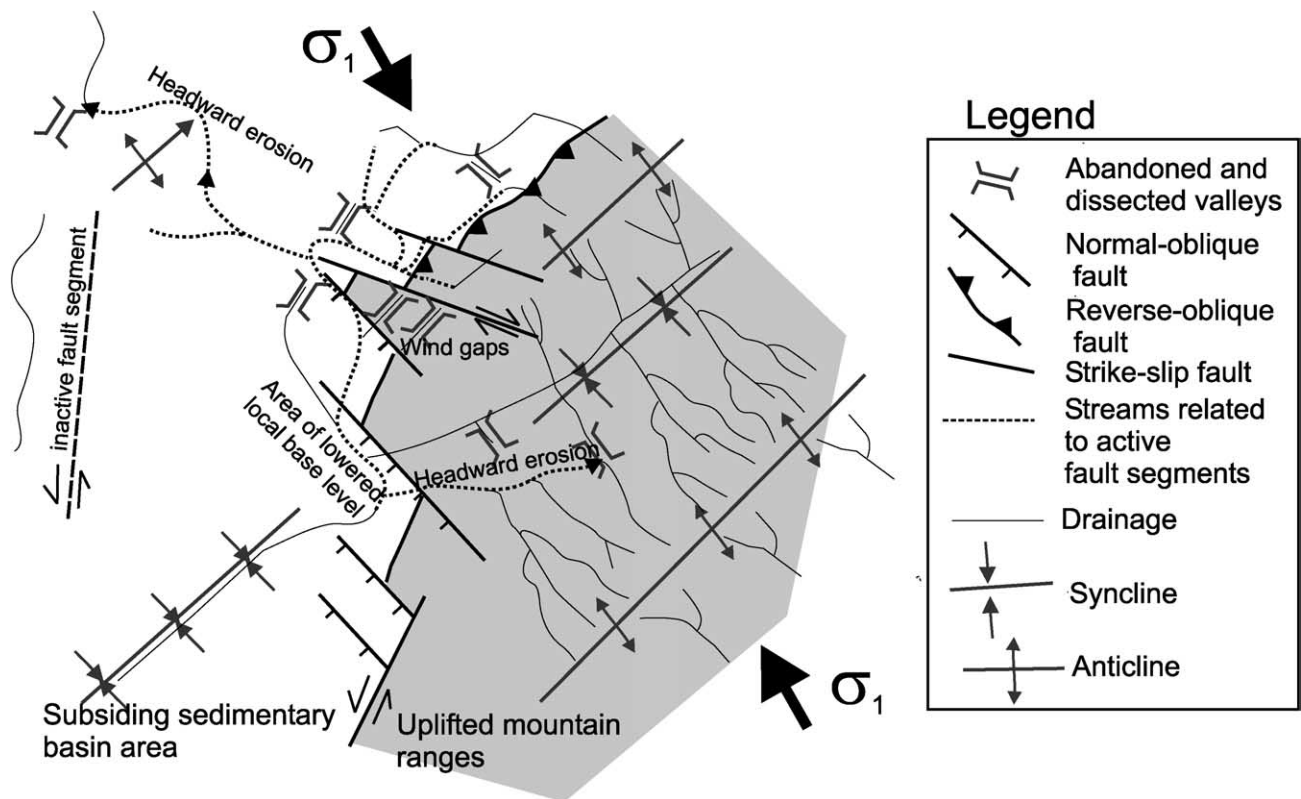 σ1
Headward erosion
inactive fault segment
Wind gaps
Area of lowered
local base level
Headward erosion
Subsiding sedimentary
basin area
Uplifted mountain
ranges
σ1
Legend
Abandoned and
dissected valleys
Normal-oblique
fault
Reverse-oblique
fault
Strike-slip fault
Streams related
to active
fault segments
Drainage
Syncline
Anticline